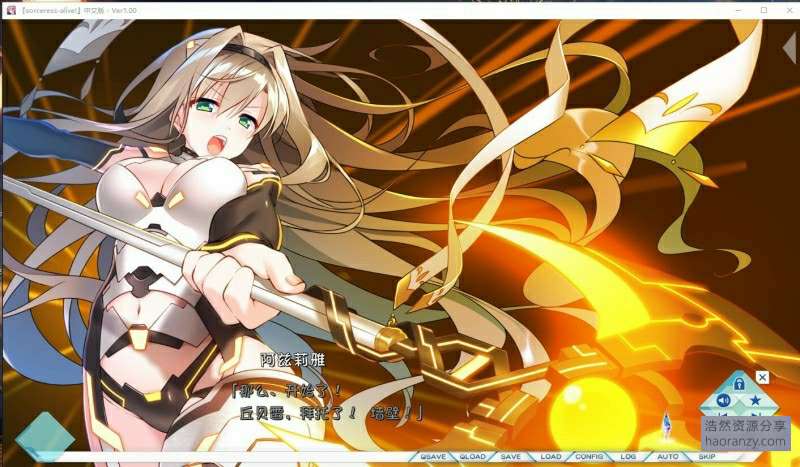 『sorceress*alive!』中文版 - Ver1.00
阿兹莉雅
「那么、开始了！
丘贝雷、拜托了！ 墙壁！」
QSAVE QLOAD SAVE LOAD CONFIG LOG AUTO SKIP
浩然资源分享
haoranzy.com